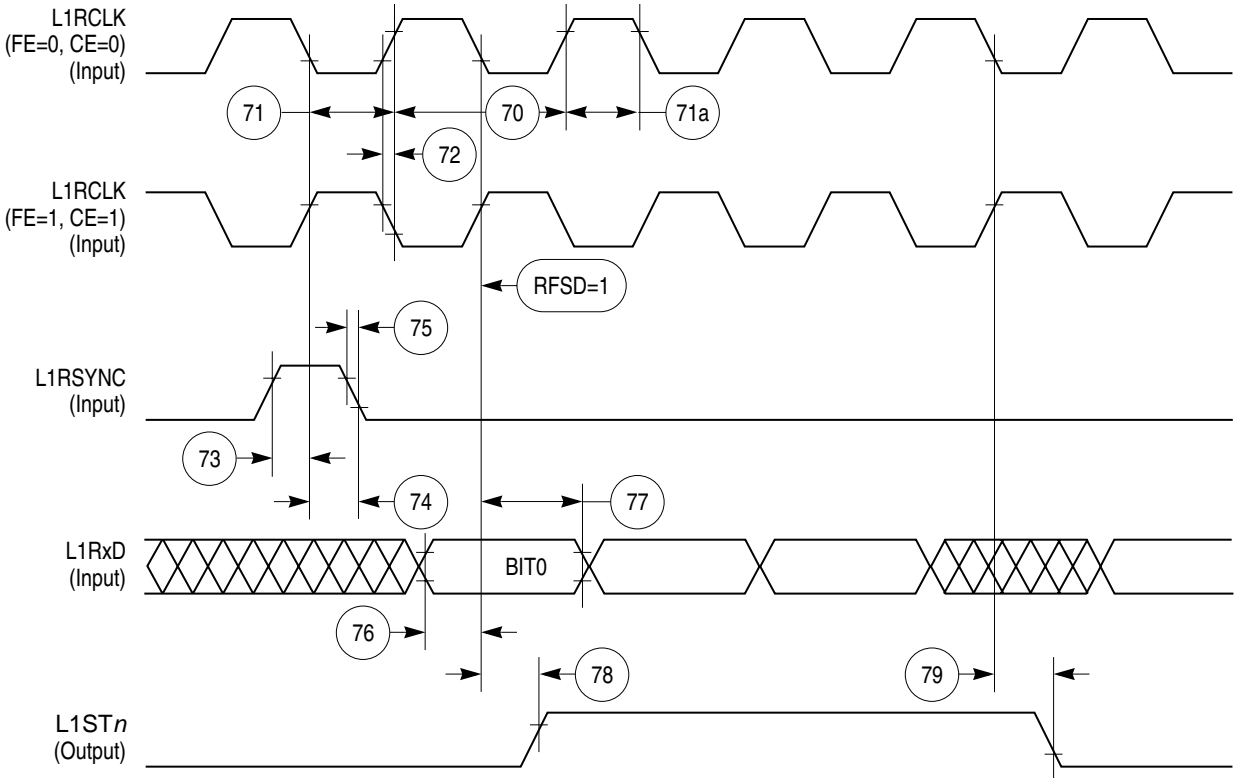 L1RCLK
(FE=0, CE=0)
(Input)
71
70
71a
72
L1RCLK
(FE=1, CE=1)
(Input)
RFSD=1
75
L1RSYNC
(Input)
73
74
77
L1RxD
(Input)
BIT0
76
78
79
L1STn
(Output)